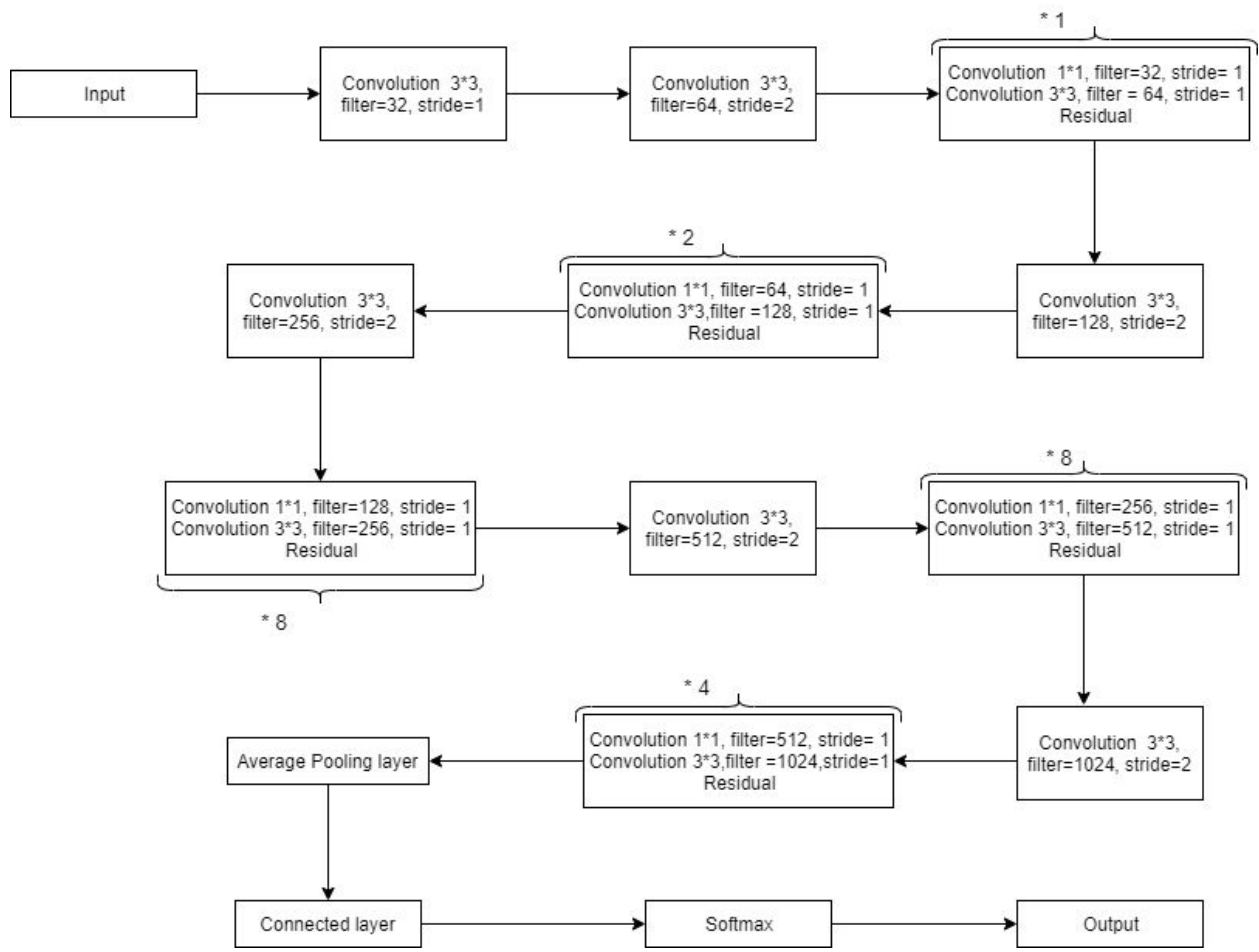 Input
Convolution 3*3,
filter=32, stride=1
Convolution 3*3,
filter=64, stride=2
* 1
Convolution 1*1, filter=32, stride= 1
Convolution 3*3, filter = 64, stride= 1
Residual
Convolution 3*3,
filter=128, stride=2
* 2
Convolution 1*1, filter=64, stride= 1
Convolution 3*3,filter =128, stride= 1
Residual
Convolution 3*3,
filter=256, stride=2
Convolution 1*1, filter=128, stride= 1
Convolution 3*3, filter=256, stride= 1
Residual
* 8
Convolution 3*3,
filter=512, stride=2
* 8
Convolution 1*1, filter=256, stride= 1
Convolution 3*3, filter=512, stride= 1
Residual
Convolution 3*3,
filter=1024, stride=2
* 4
Convolution 1*1, filter=512, stride= 1
Convolution 3*3,filter =1024,stride=1
Residual
Average Pooling layer
Connected layer
Softmax
Output